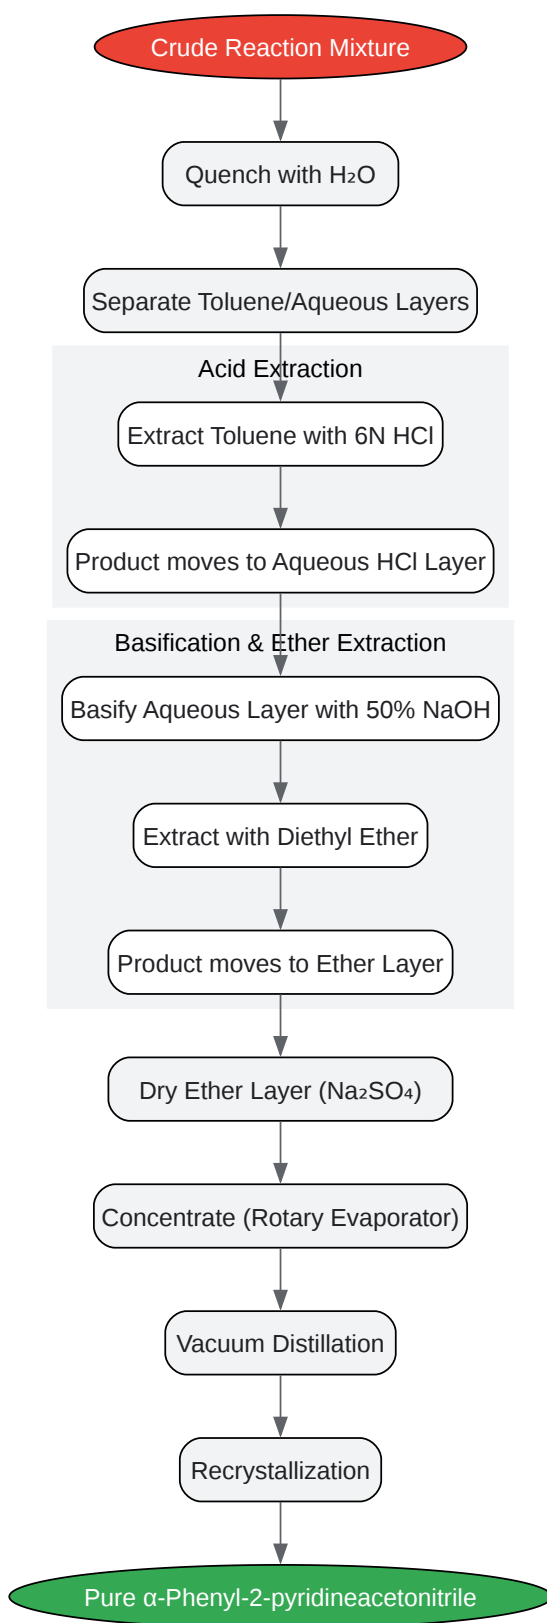 Crude Reaction Mixture
Quench with H₂O
Separate Toluene/Aqueous Layers
Acid Extraction
Extract Toluene with 6N HCl
Product moves to Aqueous HCl Layer
Basification & Ether Extraction
Basify Aqueous Layer with 50% NaOH
Extract with Diethyl Ether
Product moves to Ether Layer
Dry Ether Layer (Na₂SO₄)
Concentrate (Rotary Evaporator)
Vacuum Distillation
Recrystallization
Pure α-Phenyl-2-pyridineacetonitrile